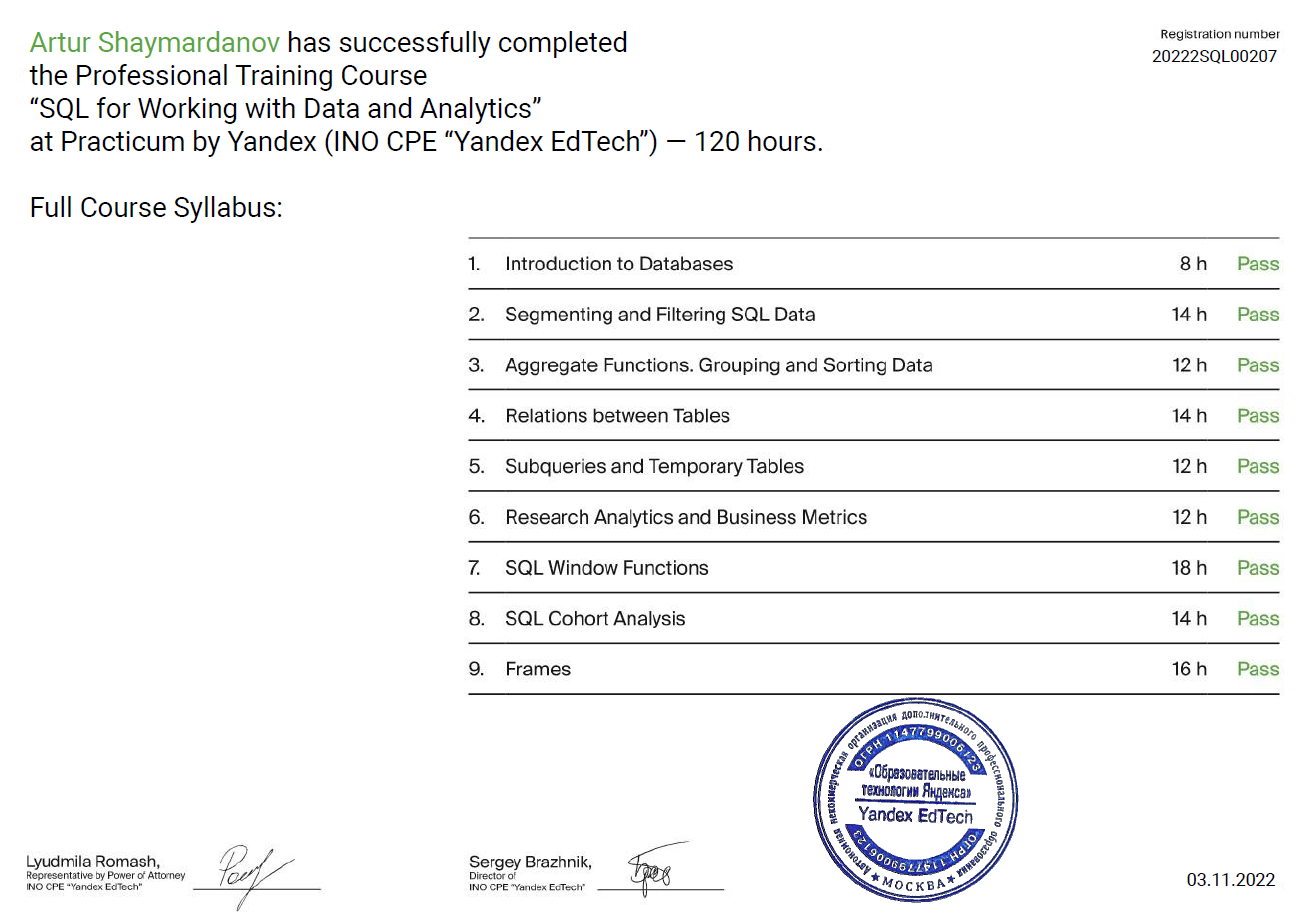 Artur Shaymardanov has successfully completed
the Professional Training Course
“SQL for Working with Data and Analytics”
at Practicum by Yandex (INO CPE “Yandex EdTech”) — 120 hours.
Registration number
20222SQL00207
Full Course Syllabus:
1. Introduction to Databases 8 h Pass
2. Segmenting and Filtering SQL Data 14 h Pass
3. Aggregate Functions. Grouping and Sorting Data 12 h Pass
4. Relations between Tables 14 h Pass
5. Subqueries and Temporary Tables 12 h Pass
6. Research Analytics and Business Metrics 12 h Pass
7. SQL Window Functions 18 h Pass
8. SQL Cohort Analysis 14 h Pass
9. Frames 16 h Pass
Автономная некоммерческая организация дополнительного профессионального образования
ОГРН 1147799006123
«Образовательные
технологии Яндекса»
Yandex EdTech
ОГРН 1147799006123
★ МОСКВА ★
Lyudmila Romash,
Representative by Power of Attorney
INO CPE “Yandex EdTech”
Sergey Brazhnik,
Director of
INO CPE “Yandex EdTech”
03.11.2022